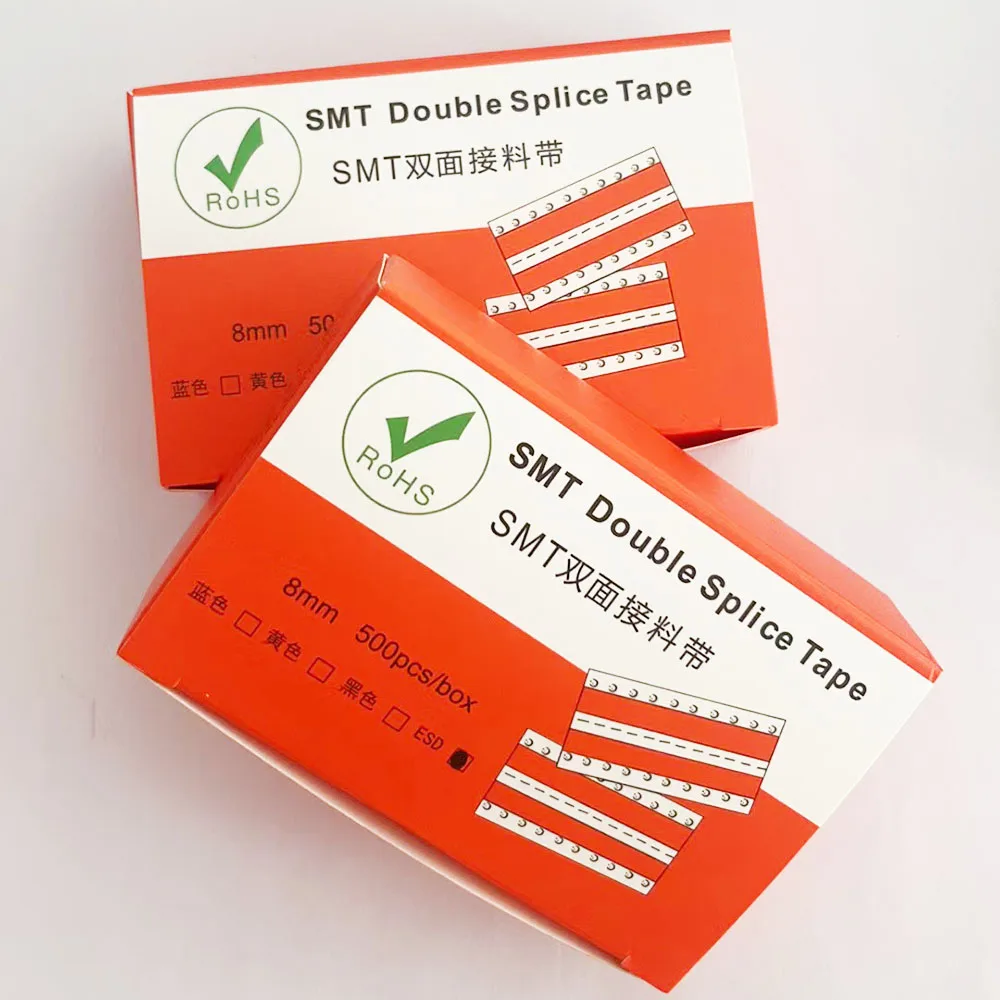 RoHS
SMT Double Splice Tape
SMT双面接料带
8mm 50
蓝色 □ 黄色
RoHS
SMT Double Splice Tape
SMT双面接料带
8mm 500pcs/box
蓝色 □ 黄色 □ 黑色 □ ESD